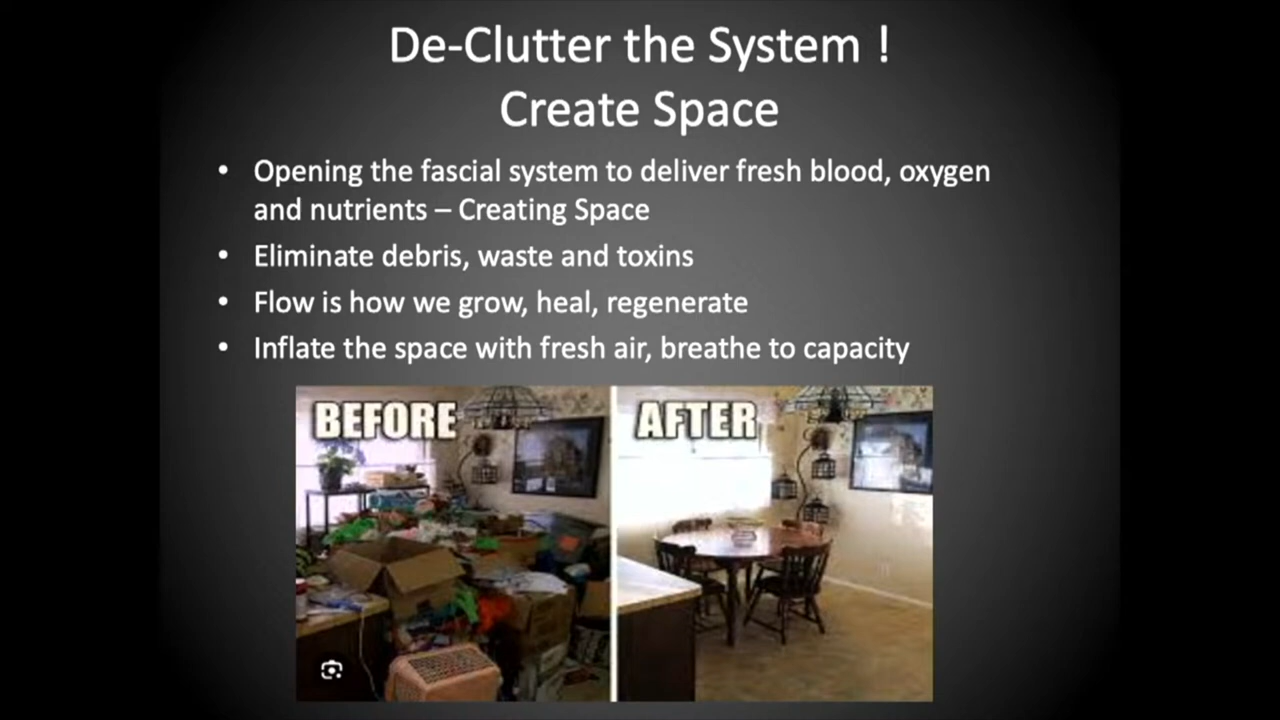 De-Clutter the System !
Create Space
• Opening the fascial system to deliver fresh blood, oxygen
and nutrients – Creating Space
• Eliminate debris, waste and toxins
• Flow is how we grow, heal, regenerate
• Inflate the space with fresh air, breathe to capacity
BEFORE
AFTER